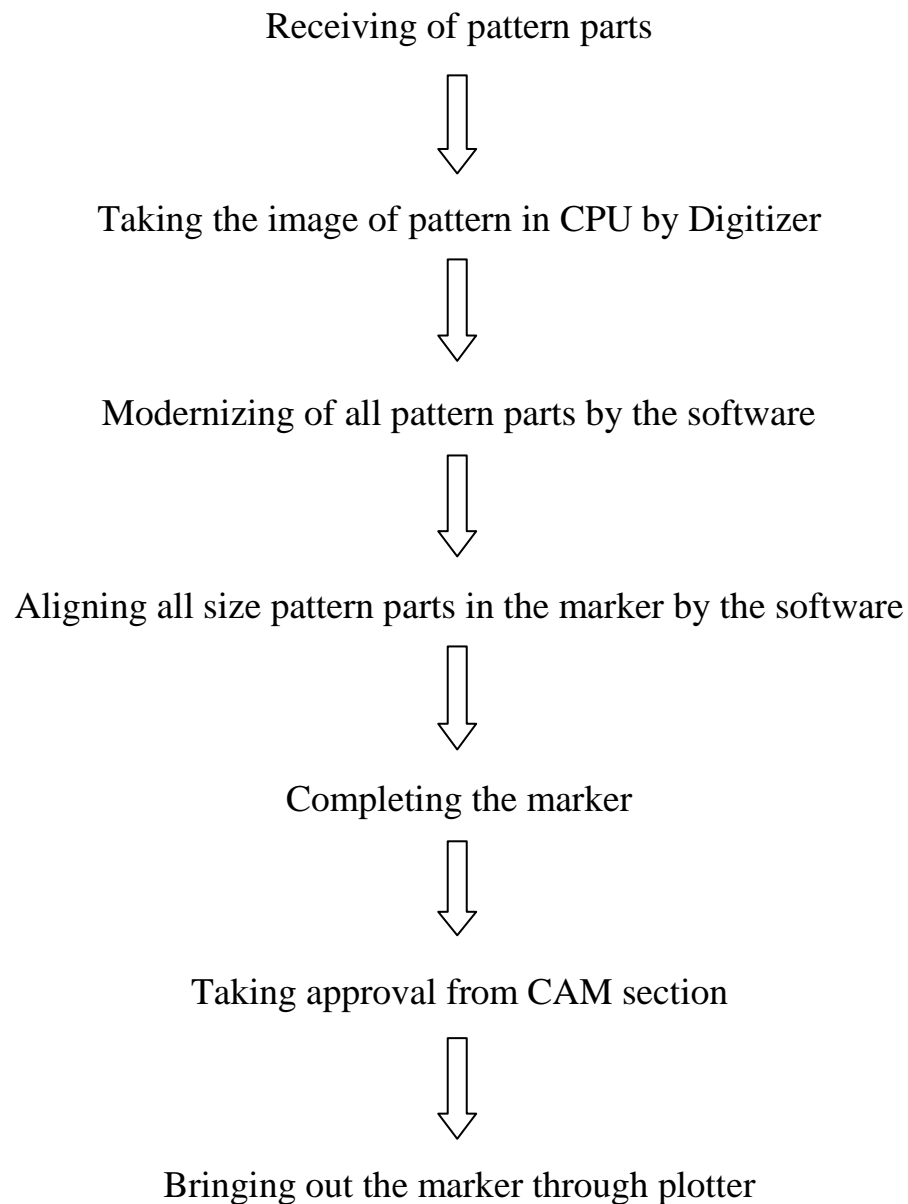 Receiving of pattern parts
Taking the image of pattern in CPU by Digitizer
Modernizing of all pattern parts by the software
Aligning all size pattern parts in the marker by the software
Completing the marker
Taking approval from CAM section
Bringing out the marker through plotter